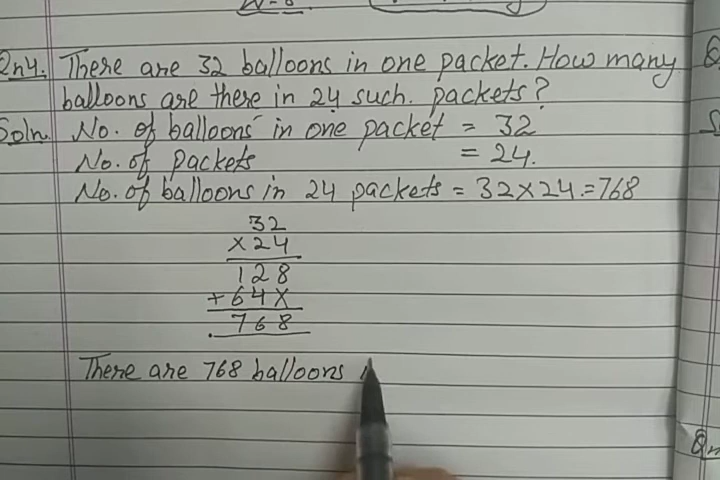 Qn4. There are 32 balloons in one packet. How many
balloons are there in 24 such packets?
Soln. No. of balloons in one packet = 32
No. of packets = 24.
No. of balloons in 24 packets = 32×24.=768
32
×24
128
+64×
768
There are 768 balloons